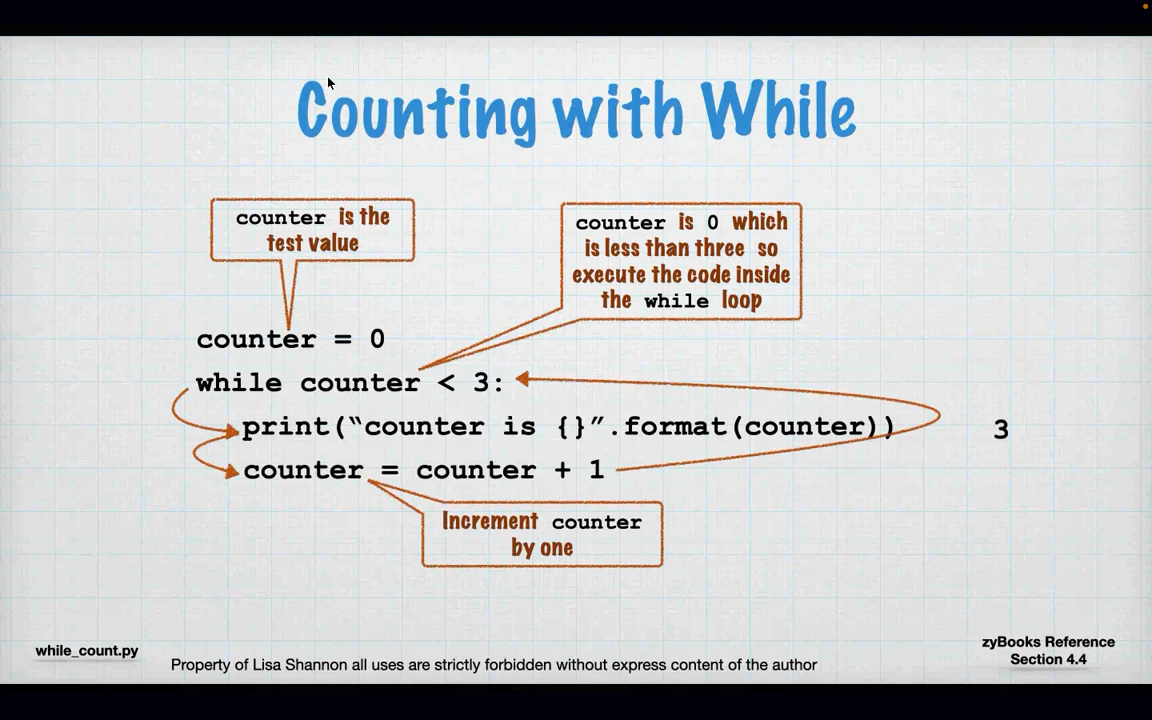 Counting with While
counter is the
test value
counter is 0 which
is less than three so
execute the code inside
the while loop
counter = 0
while counter < 3:
print(“counter is {}”.format(counter))
3
counter = counter + 1
Increment counter
by one
while_count.py
Property of Lisa Shannon all uses are strictly forbidden without express content of the author
zyBooks Reference
Section 4.4